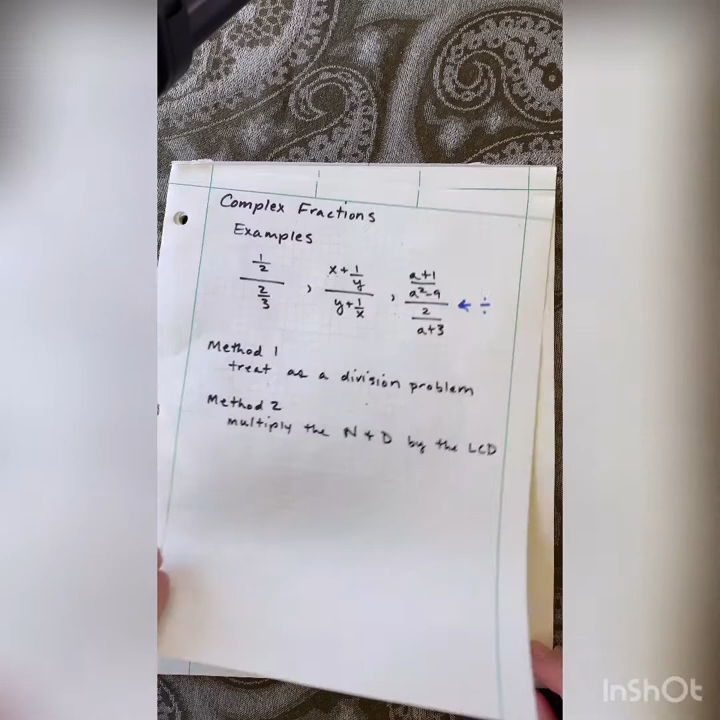 Complex Fractions
Examples
1/2 / 2/3 , x + 1/y / y + 1/x , a+1/a²-9 / 2/a+3 ← ÷
Method 1
treat as a division problem
Method 2
multiply the N & D by the LCD
InShOt